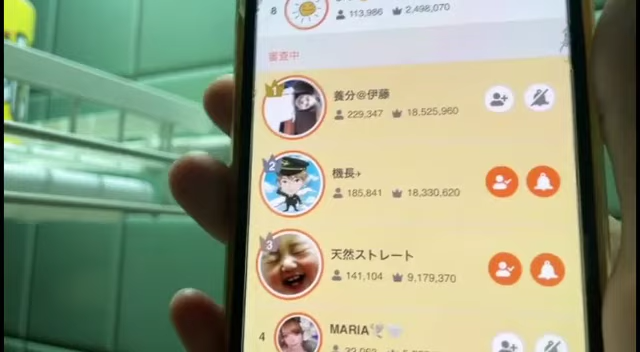 8
113,986 2,498,070
審査中
1
養分@伊藤
229,347 18,525,960
2
機長✈
185,841 18,330,620
3
天然ストレート
141,104 9,179,370
4
MARIA🕊🤍